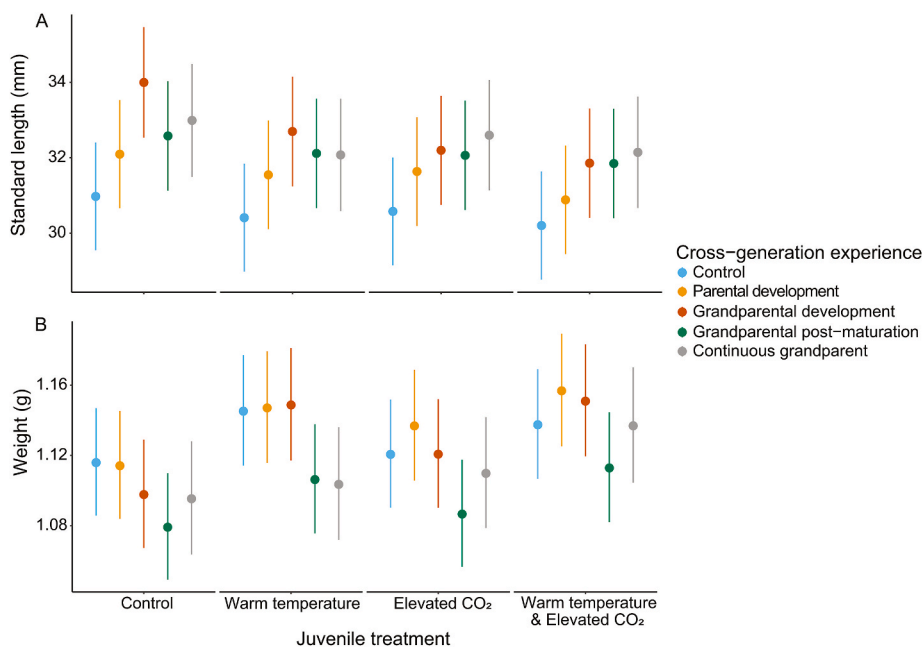 A
Standard length (mm)
34
32
30
B
Weight (g)
1.16
1.12
1.08
Control
Warm temperature
Elevated CO₂
Warm temperature
& Elevated CO₂
Juvenile treatment
Cross−generation experience
Control
Parental development
Grandparental development
Grandparental post−maturation
Continuous grandparent